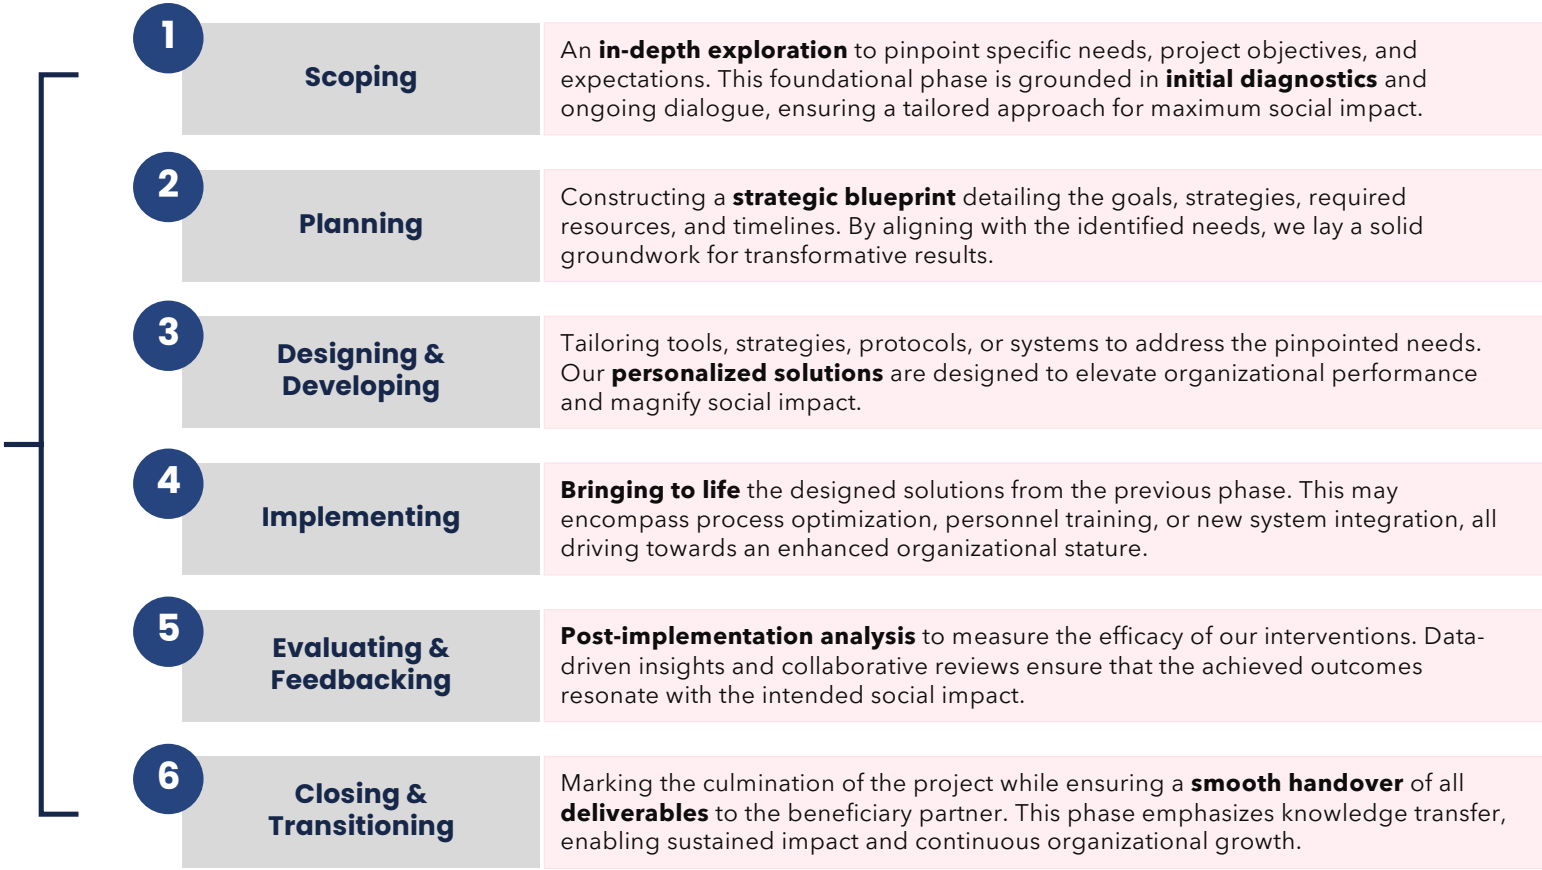 1
Scoping
An in-depth exploration to pinpoint specific needs, project objectives, and
expectations. This foundational phase is grounded in initial diagnostics and
ongoing dialogue, ensuring a tailored approach for maximum social impact.
2
Planning
Constructing a strategic blueprint detailing the goals, strategies, required
resources, and timelines. By aligning with the identified needs, we lay a solid
groundwork for transformative results.
3
Designing &
Developing
Tailoring tools, strategies, protocols, or systems to address the pinpointed needs.
Our personalized solutions are designed to elevate organizational performance
and magnify social impact.
4
Implementing
Bringing to life the designed solutions from the previous phase. This may
encompass process optimization, personnel training, or new system integration, all
driving towards an enhanced organizational stature.
5
Evaluating &
Feedbacking
Post-implementation analysis to measure the efficacy of our interventions. Data-
driven insights and collaborative reviews ensure that the achieved outcomes
resonate with the intended social impact.
6
Closing &
Transitioning
Marking the culmination of the project while ensuring a smooth handover of all
deliverables to the beneficiary partner. This phase emphasizes knowledge transfer,
enabling sustained impact and continuous organizational growth.